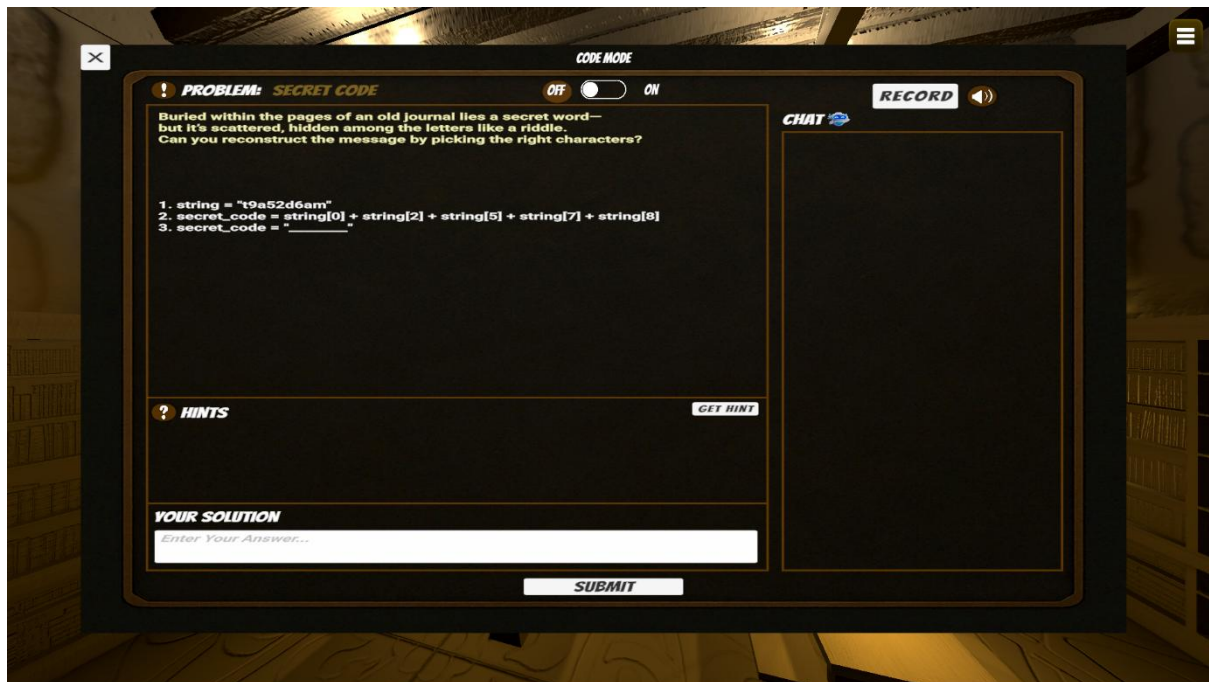 CODE MODE
! PROBLEM: SECRET CODE
OFF ON
RECORD
Buried within the pages of an old journal lies a secret word—
but it's scattered, hidden among the letters like a riddle.
Can you reconstruct the message by picking the right characters?
1. string = "t9a52d6am"
2. secret_code = string[0] + string[2] + string[5] + string[7] + string[8]
3. secret_code = "________"
CHAT
? HINTS
GET HINT
YOUR SOLUTION
Enter Your Answer...
SUBMIT